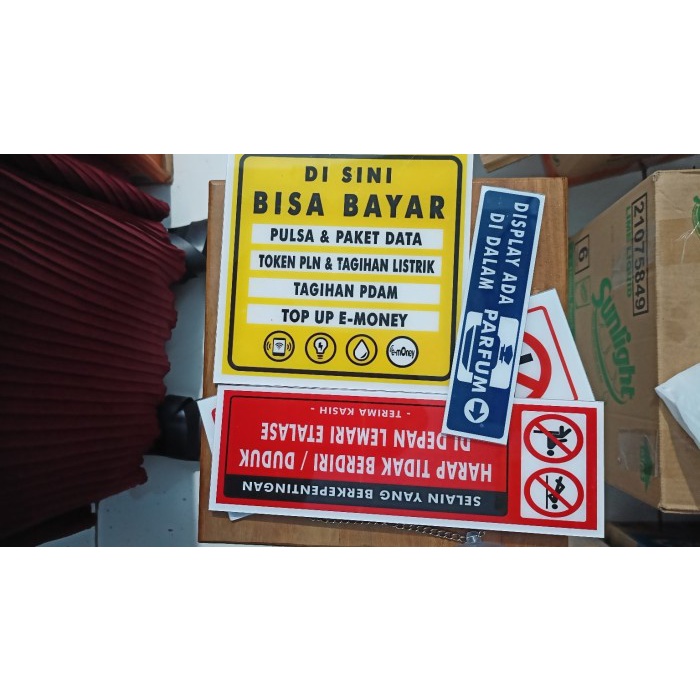 DI SINI
BISA BAYAR
PULSA & PAKET DATA
TOKEN PLN & TAGIHAN LISTRIK
TAGIHAN PDAM
TOP UP E-MONEY
e-mOney
DISPLAY ADA
DI DALAM
PARFUM
SELAIN YANG BERKEPENTINGAN
HARAP TIDAK BERDIRI / DUDUK
DI DEPAN LEMARI ETALASE
- TERIMA KASIH -
21075849
6
Sunlight